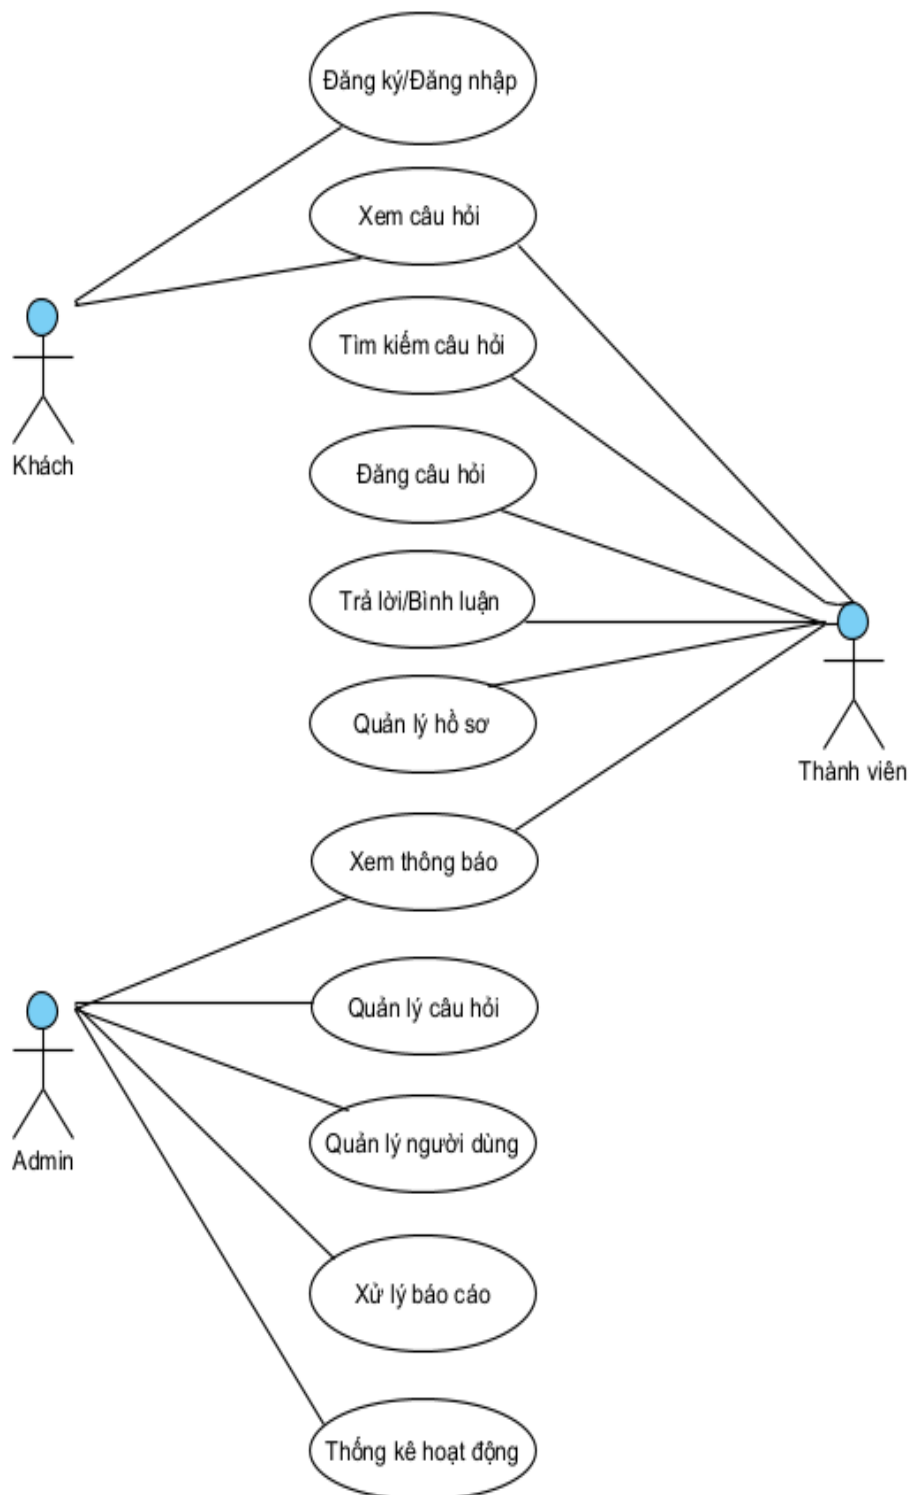 Đăng ký/Đăng nhập
Xem câu hỏi
Tìm kiếm câu hỏi
Khách
Đăng câu hỏi
Trả lời/Bình luận
Quản lý hồ sơ
Thành viên
Xem thông báo
Quản lý câu hỏi
Quản lý người dùng
Admin
Xử lý báo cáo
Thống kê hoạt động